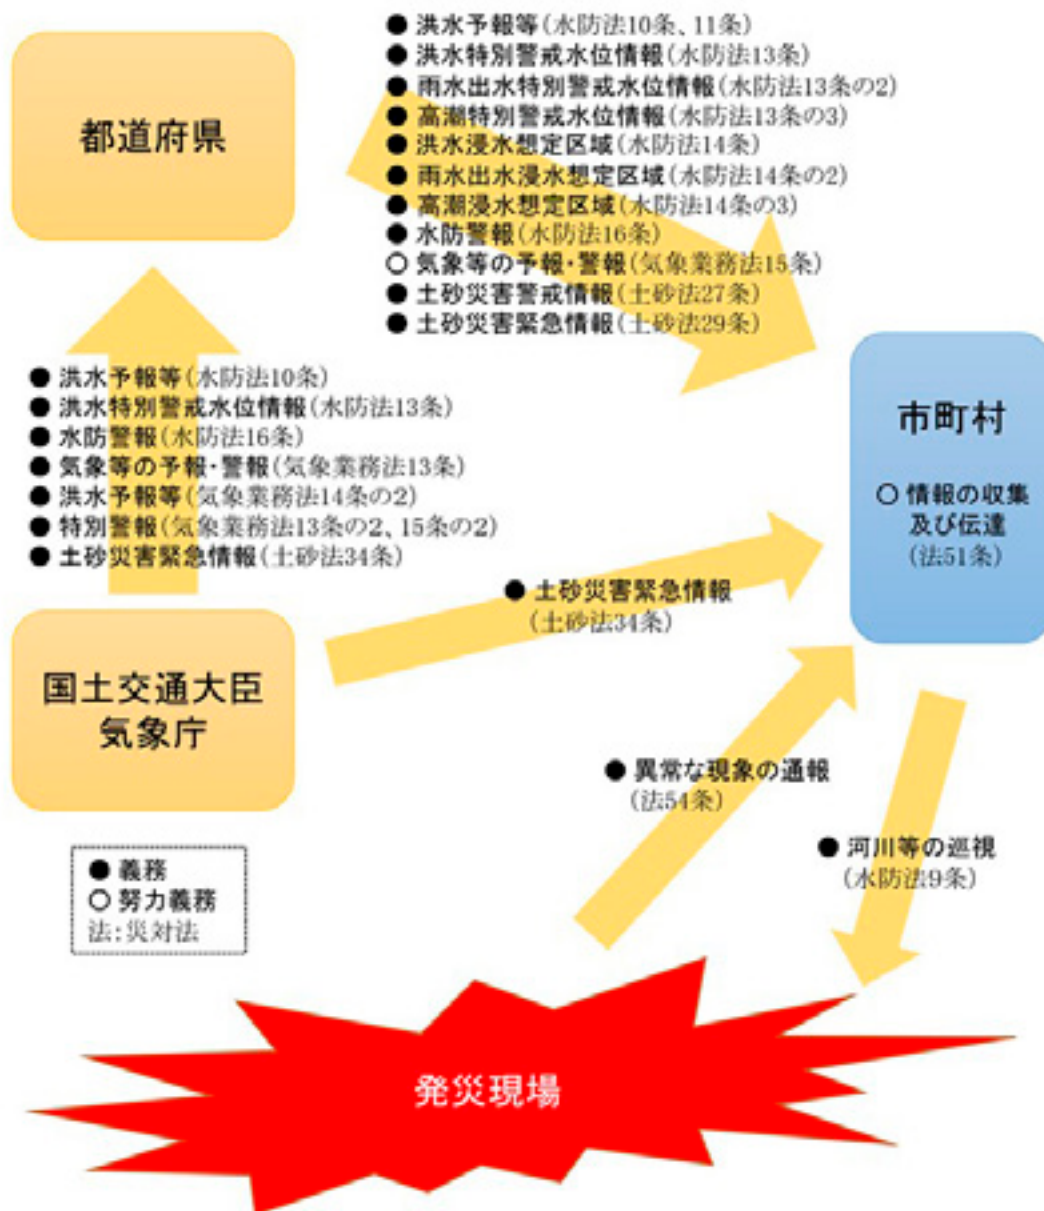 都道府県
● 洪水予報等(水防法10条、11条)
● 洪水特別警戒水位情報(水防法13条)
● 雨水出水特別警戒水位情報(水防法13条の2)
● 高潮特別警戒水位情報(水防法13条の3)
● 洪水浸水想定区域(水防法14条)
● 雨水出水浸水想定区域(水防法14条の2)
● 高潮浸水想定区域(水防法14条の3)
● 水防警報(水防法16条)
○ 気象等の予報・警報(気象業務法15条)
● 土砂災害警戒情報(土砂法27条)
● 土砂災害緊急情報(土砂法29条)
● 洪水予報等(水防法10条)
● 洪水特別警戒水位情報(水防法13条)
● 水防警報(水防法16条)
● 気象等の予報・警報(気象業務法13条)
● 洪水予報等(気象業務法14条の2)
● 特別警報(気象業務法13条の2、15条の2)
● 土砂災害緊急情報(土砂法34条)
市町村
○ 情報の収集
及び伝達
(法51条)
● 土砂災害緊急情報
(土砂法34条)
国土交通大臣
気象庁
● 異常な現象の通報
(法54条)
● 河川等の巡視
(水防法9条)
● 義務
○ 努力義務
法:災対法
発災現場